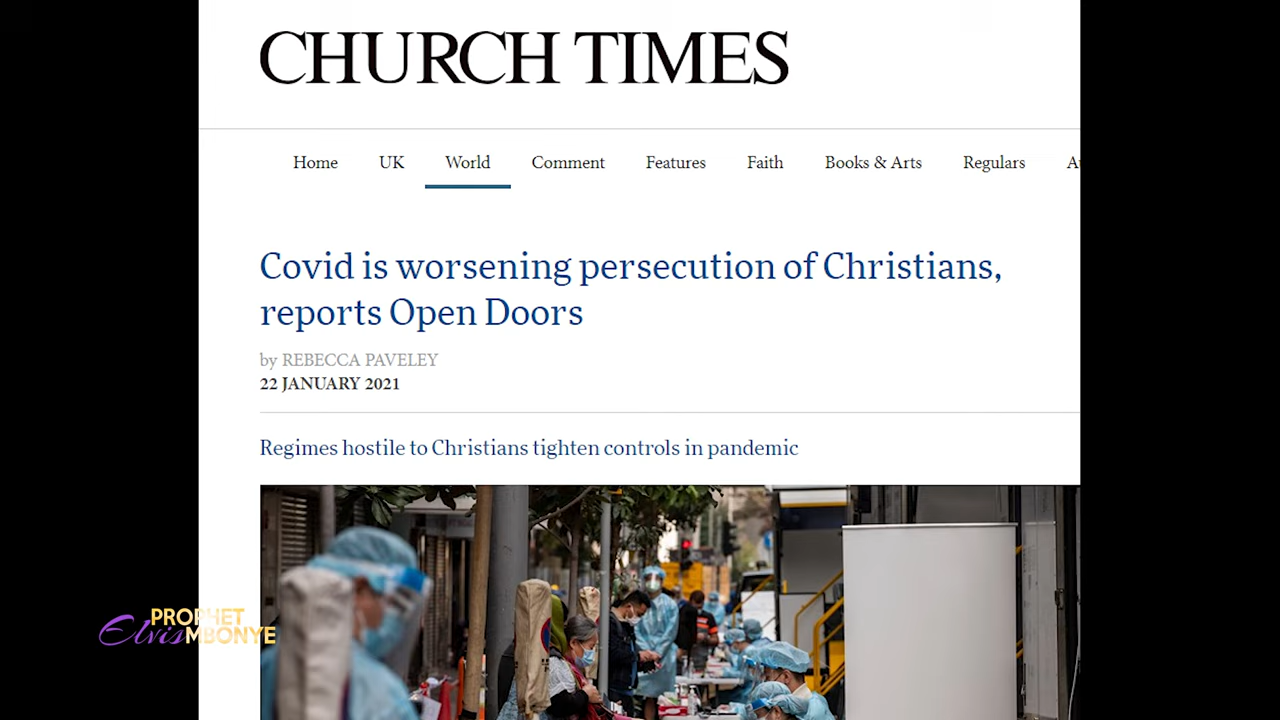 CHURCH TIMES
Home UK World Comment Features Faith Books & Arts Regulars
Covid is worsening persecution of Christians,
reports Open Doors
by REBECCA PAVELEY
22 JANUARY 2021
Regimes hostile to Christians tighten controls in pandemic
PROPHET
Elvis MBONYE